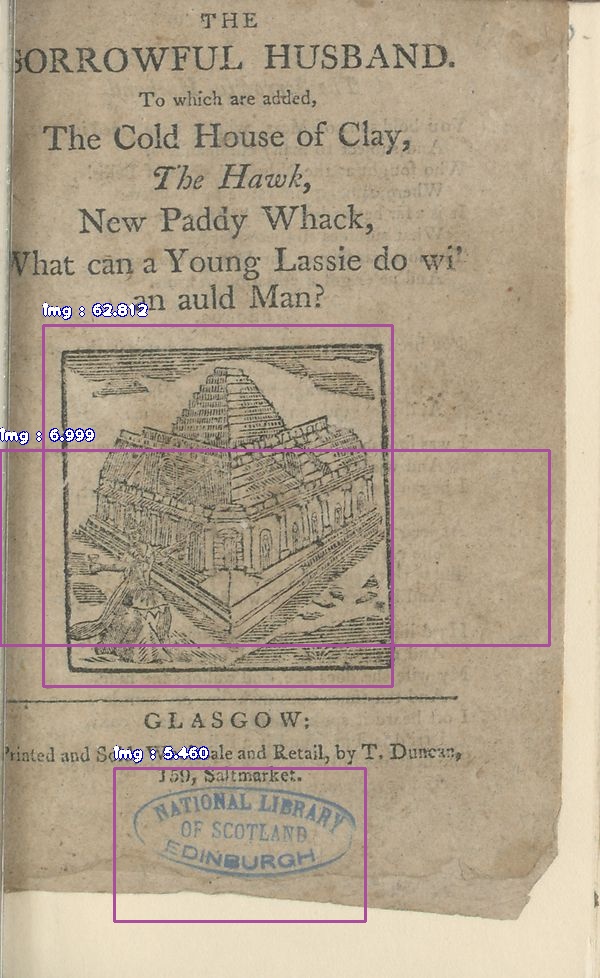 THE
SORROWFUL HUSBAND.
To which are added,
The Cold House of Clay,
The Hawk,
New Paddy Whack,
What can a Young Lassie do wi'
an auld Man?
img : 62.812
img : 6.999
GLASGOW:
Printed and Sold Wholesale and Retail, by T. Duncan,
img : 5.460
159, Saltmarket.
NATIONAL LIBRARY
OF SCOTLAND
EDINBURGH